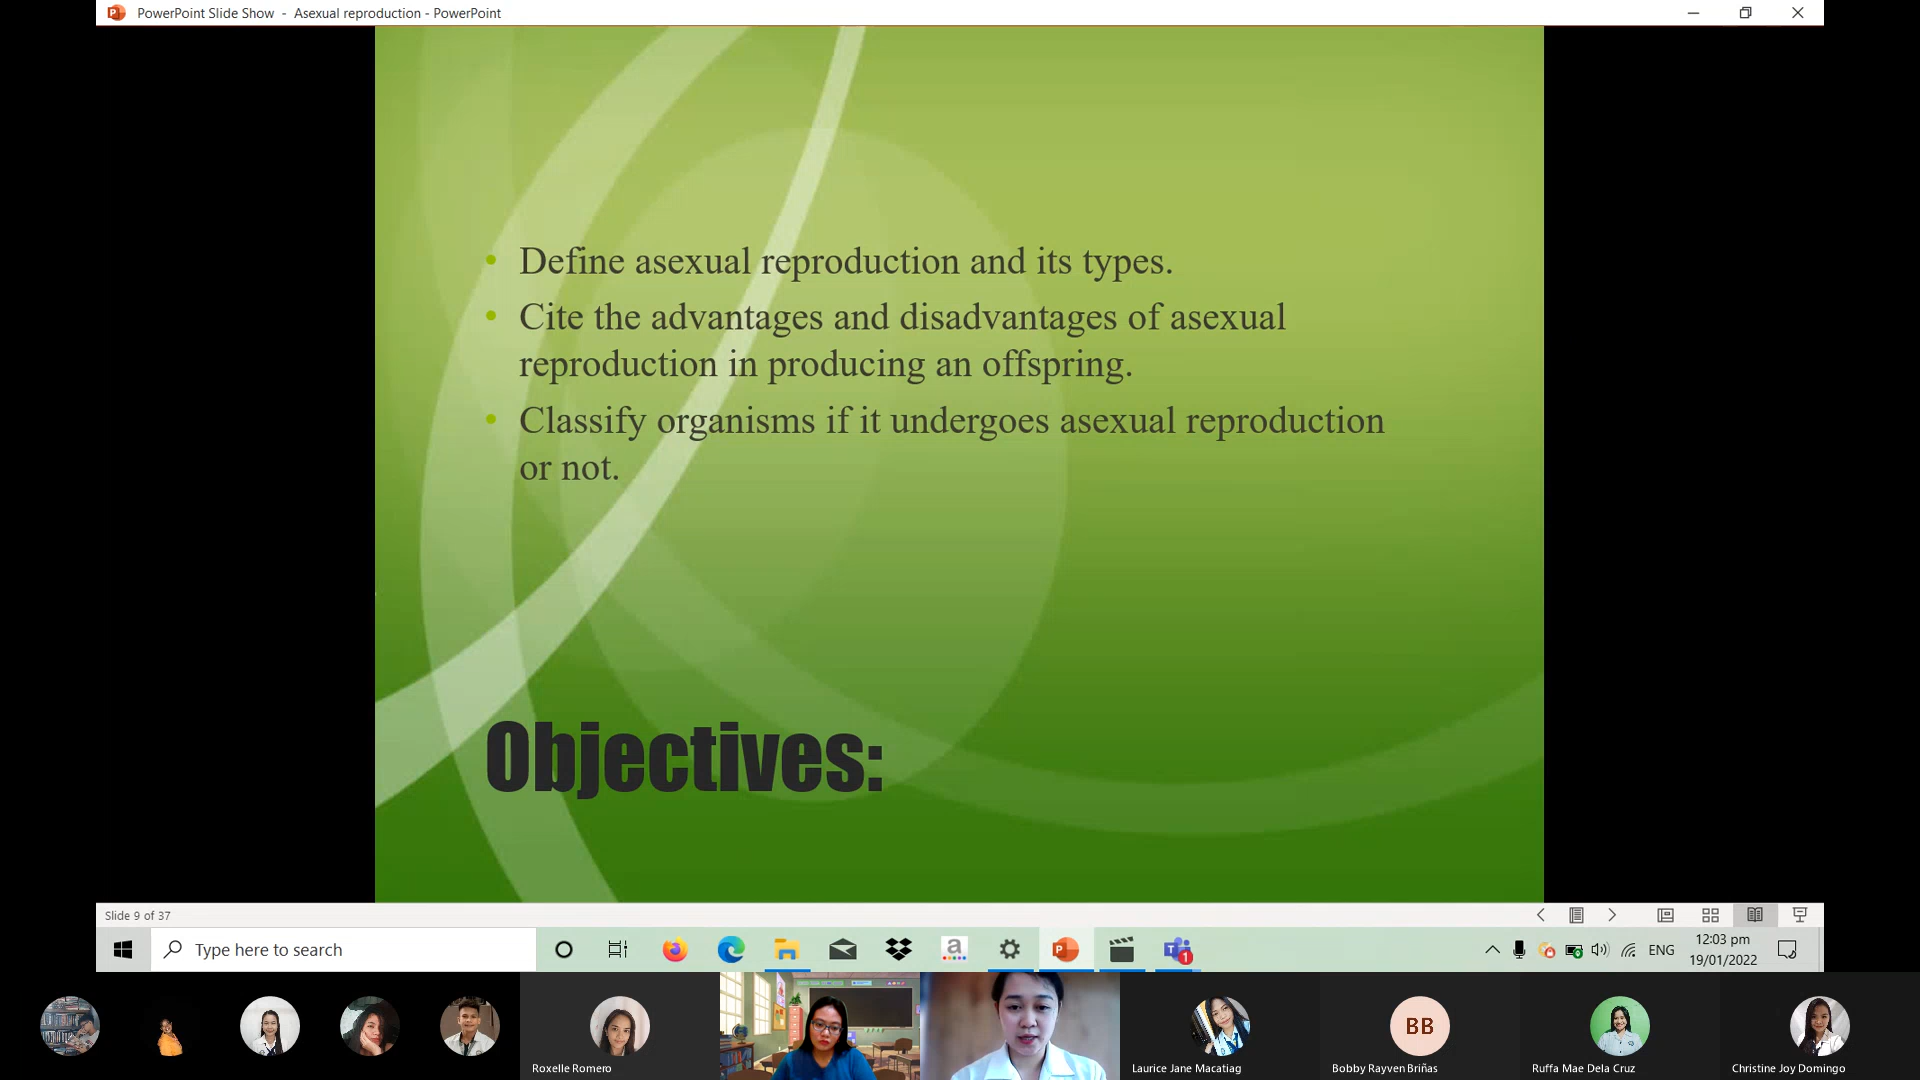 PowerPoint Slide Show - Asexual reproduction - PowerPoint
• Define asexual reproduction and its types.
• Cite the advantages and disadvantages of asexual
reproduction in producing an offspring.
• Classify organisms if it undergoes asexual reproduction
or not.
Objectives:
Slide 9 of 37
Type here to search
a
P
T
1
ENG
12:03 pm
19/01/2022
BB
Roxelle Romero
Laurice Jane Macatiag
Bobby Rayven Briñas
Ruffa Mae Dela Cruz
Christine Joy Domingo